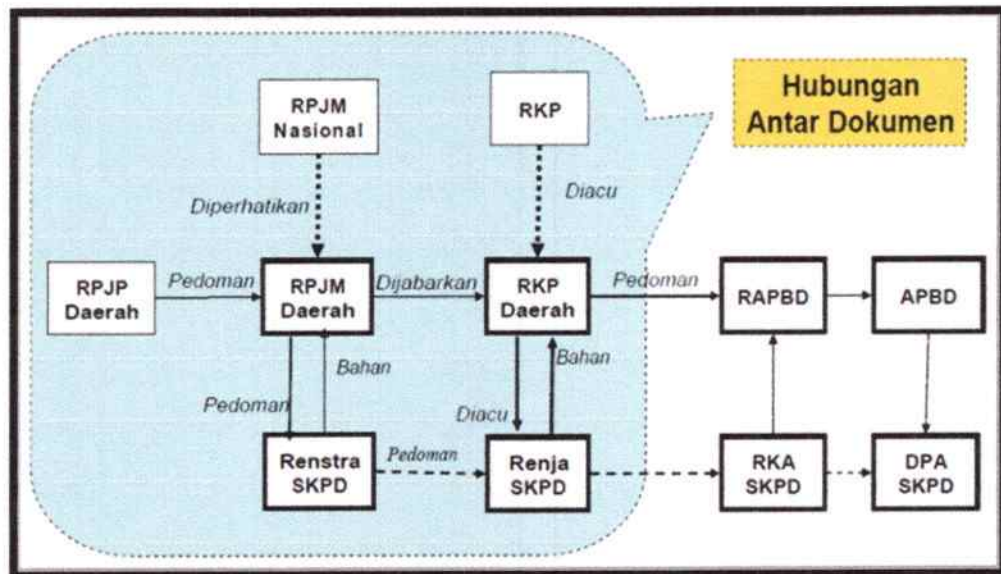 RPJM
Nasional
RKP
Hubungan
Antar Dokumen
Diperhatikan
Diacu
RPJP
Daerah
Pedoman
RPJM
Daerah
Dijabarkan
RKP
Daerah
Pedoman
RAPBD
APBD
Pedoman
Bahan
Diacu
Bahan
Renstra
SKPD
Pedoman
Renja
SKPD
RKA
SKPD
DPA
SKPD